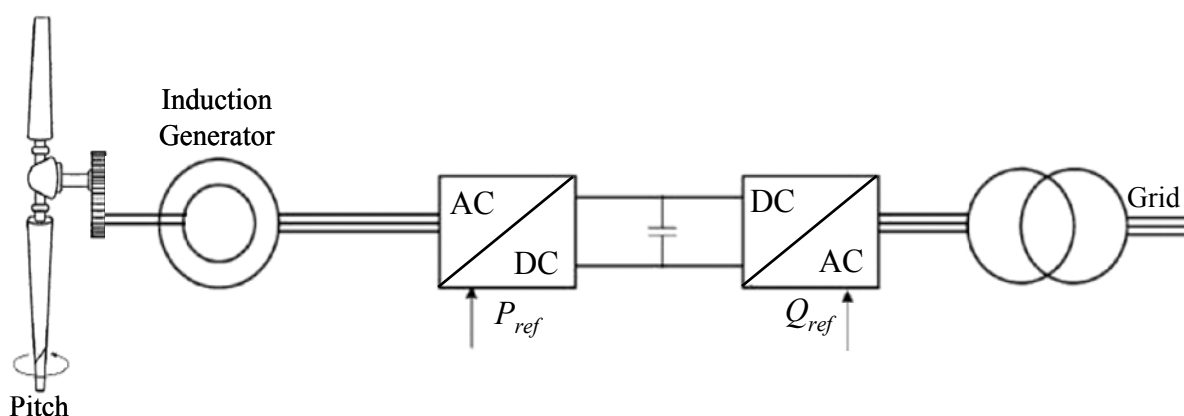 Induction
Generator
AC
DC
DC
AC
Grid
P_ref
Q_ref
Pitch